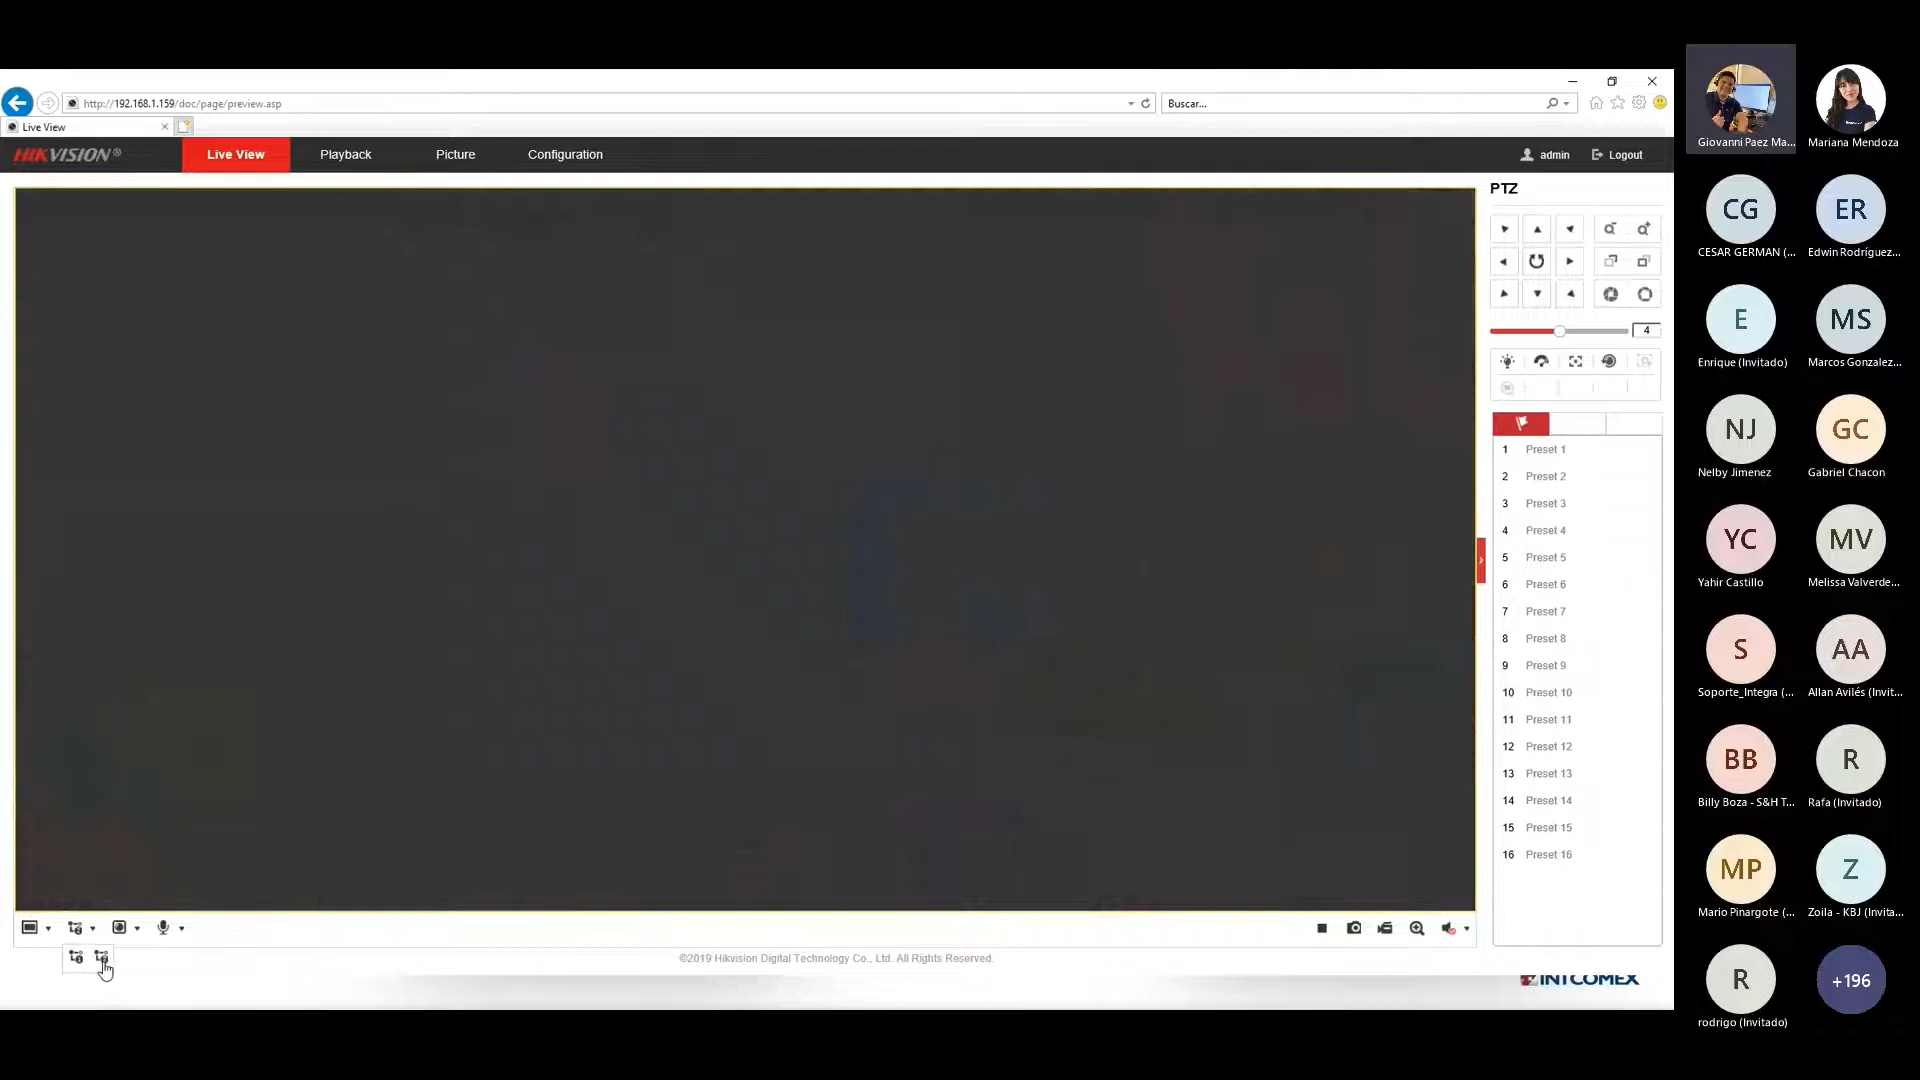 http://192.168.1.159/doc/page/preview.asp
Buscar...
Live View
HIKVISION®
Live View
Playback
Picture
Configuration
admin
Logout
PTZ
4
1 Preset 1
2 Preset 2
3 Preset 3
4 Preset 4
5 Preset 5
6 Preset 6
7 Preset 7
8 Preset 8
9 Preset 9
10 Preset 10
11 Preset 11
12 Preset 12
13 Preset 13
14 Preset 14
15 Preset 15
16 Preset 16
©2019 Hikvision Digital Technology Co., Ltd. All Rights Reserved.
INTCOMEX
Giovanni Paez Ma...
Mariana Mendoza
CG
ER
CESAR GERMAN (...
Edwin Rodríguez...
E
MS
Enrique (Invitado)
Marcos Gonzalez...
NJ
GC
Nelby Jimenez
Gabriel Chacon
YC
MV
Yahir Castillo
Melissa Valverde...
S
AA
Soporte_Integra (...
Allan Avilés (Invit...
BB
R
Billy Boza - S&H T...
Rafa (Invitado)
MP
Z
Mario Pinargote (...
Zoila - KBJ (Invita...
R
+196
rodrigo (Invitado)